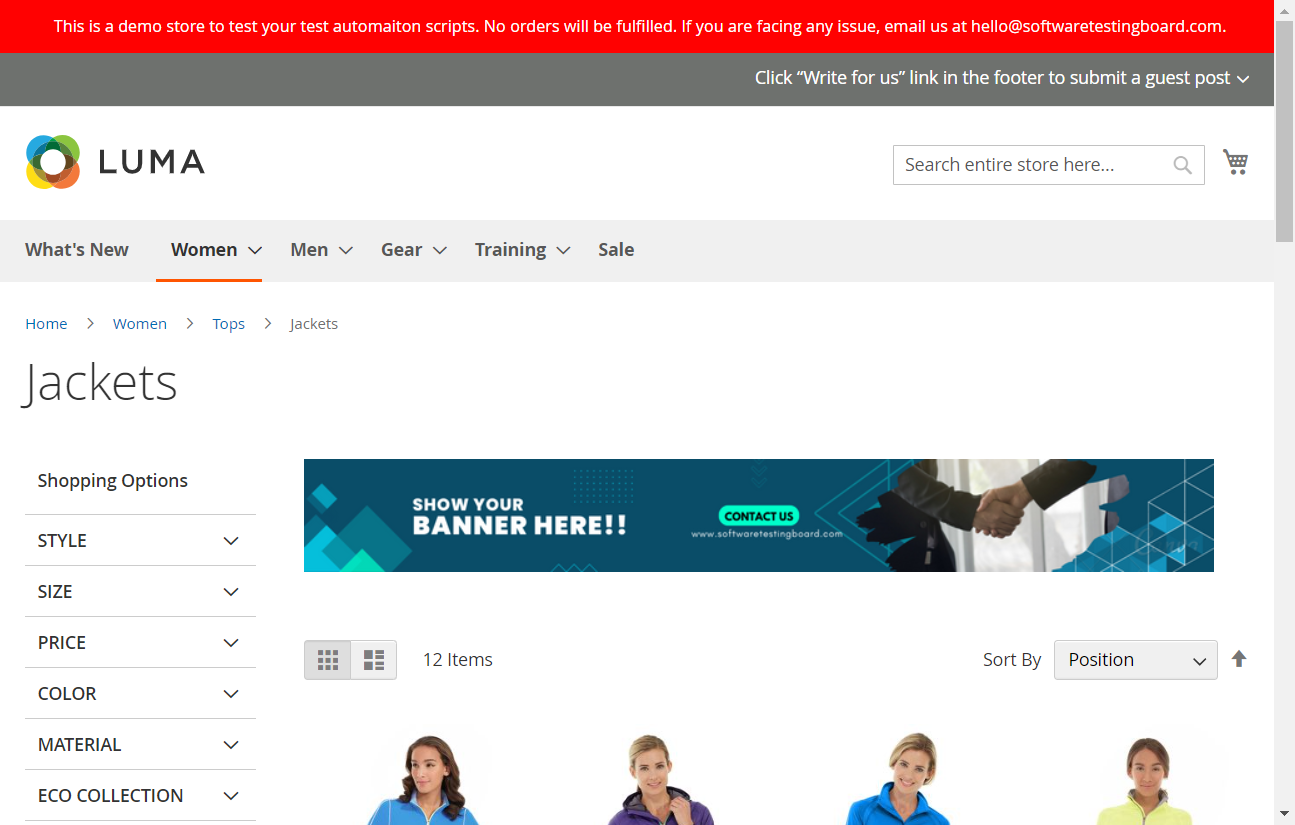 This is a demo store to test your test automaiton scripts. No orders will be fulfilled. If you are facing any issue, email us at hello@softwaretestingboard.com.
Click “Write for us” link in the footer to submit a guest post
LUMA
Search entire store here...
What's New Women Men Gear Training Sale
Home Women Tops Jackets
Jackets
Shopping Options
STYLE
SIZE
PRICE
COLOR
MATERIAL
ECO COLLECTION
SHOW YOUR
BANNER HERE!!
CONTACT US
www.softwaretestingboard.com
12 Items
Sort By Position